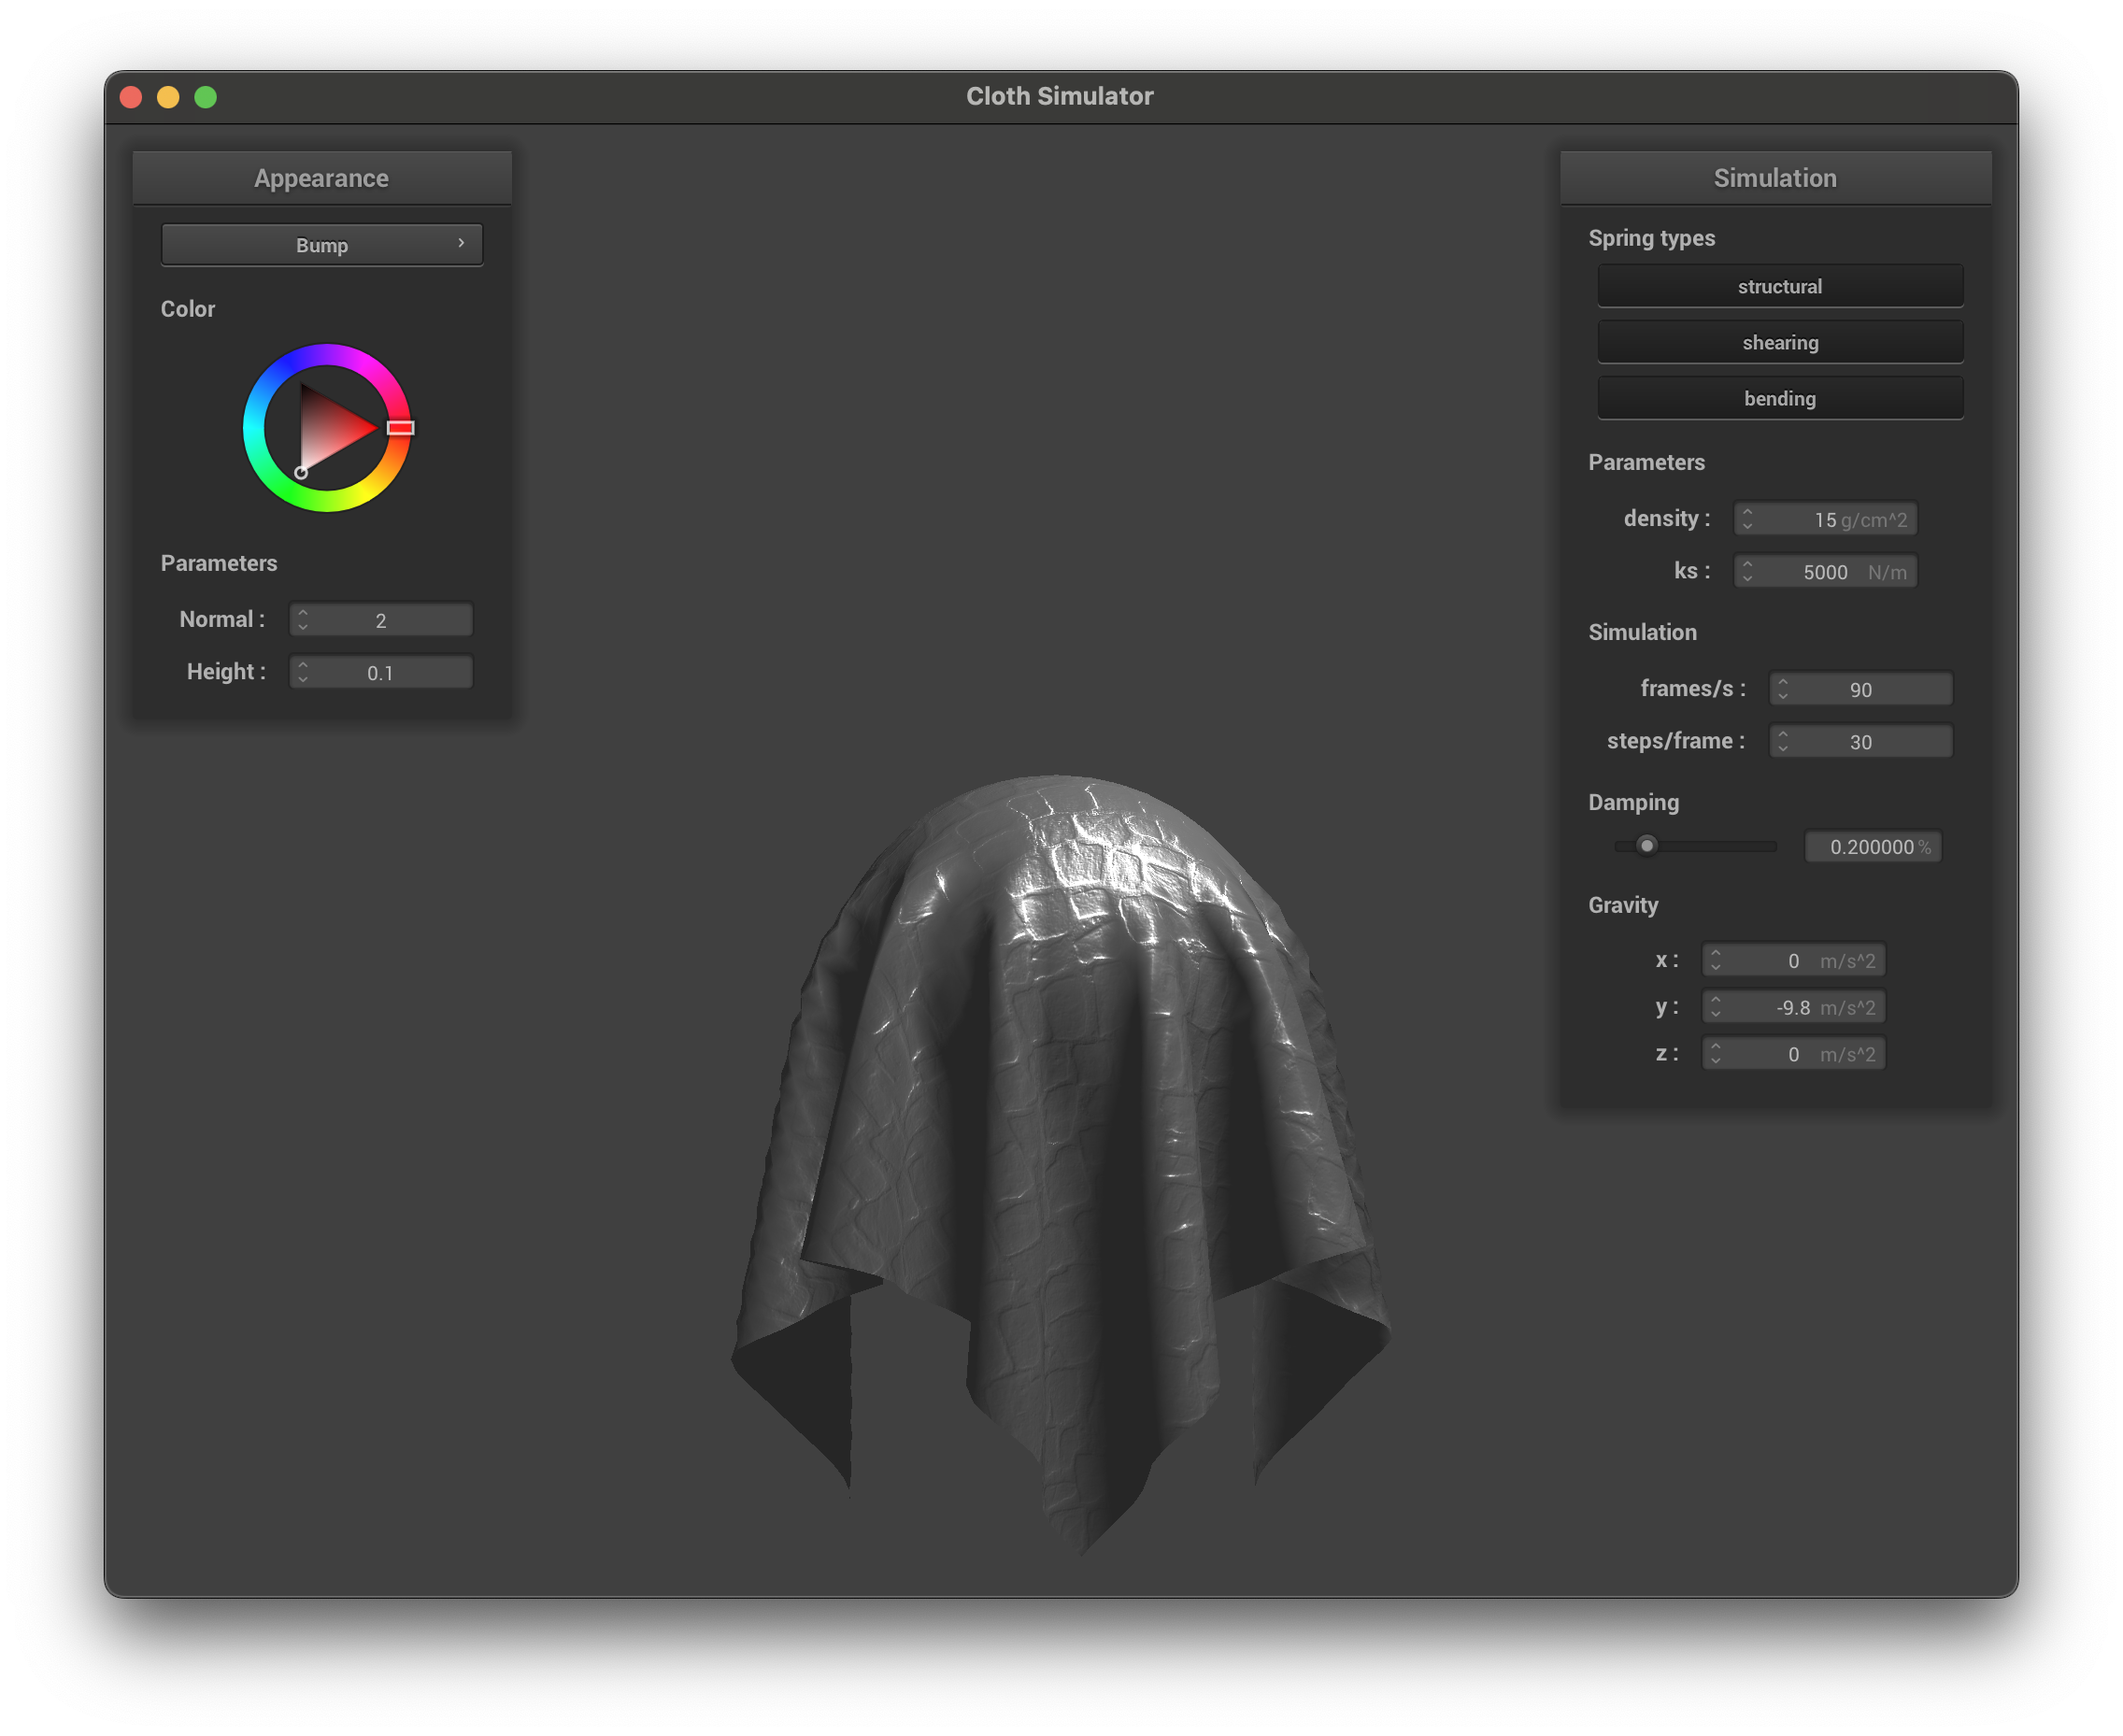 Cloth Simulator
Appearance
Bump
Color
Parameters
Normal : 2
Height : 0.1
Simulation
Spring types
structural
shearing
bending
Parameters
density : 15 g/cm^2
ks : 5000 N/m
Simulation
frames/s : 90
steps/frame : 30
Damping
0.200000 %
Gravity
x : 0 m/s^2
y : -9.8 m/s^2
z : 0 m/s^2